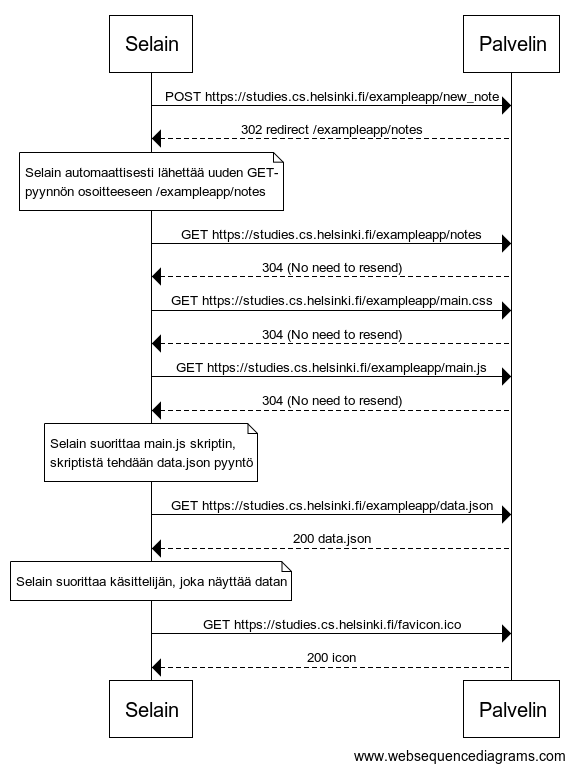 Selain Palvelin
POST https://studies.cs.helsinki.fi/exampleapp/new_note
302 redirect /exampleapp/notes
Selain automaattisesti lähettää uuden GET-
pyynnön osoitteeseen /exampleapp/notes
GET https://studies.cs.helsinki.fi/exampleapp/notes
304 (No need to resend)
GET https://studies.cs.helsinki.fi/exampleapp/main.css
304 (No need to resend)
GET https://studies.cs.helsinki.fi/exampleapp/main.js
304 (No need to resend)
Selain suorittaa main.js skriptin,
skriptistä tehdään data.json pyyntö
GET https://studies.cs.helsinki.fi/exampleapp/data.json
200 data.json
Selain suorittaa käsittelijän, joka näyttää datan
GET https://studies.cs.helsinki.fi/favicon.ico
200 icon
Selain Palvelin
www.websequencediagrams.com